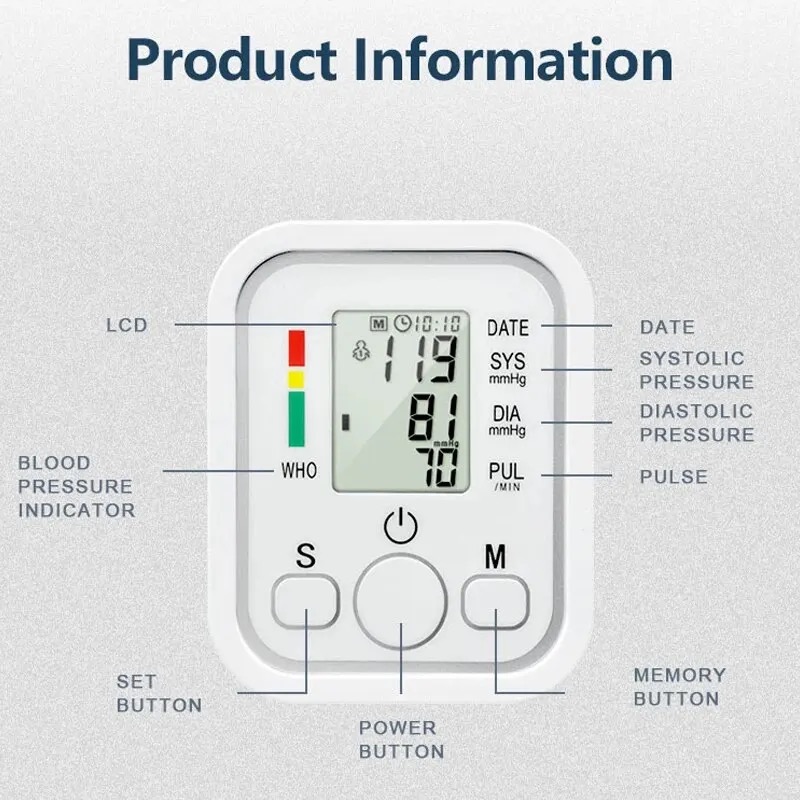 Product Information
LCD
M 10:10
DATE
DATE
1
119
SYS
mmHg
SYSTOLIC
PRESSURE
81
DIA
mmHg
DIASTOLIC
PRESSURE
mmHg
70
PUL
/MIN
PULSE
WHO
BLOOD
PRESSURE
INDICATOR
S
M
SET
BUTTON
POWER
BUTTON
MEMORY
BUTTON